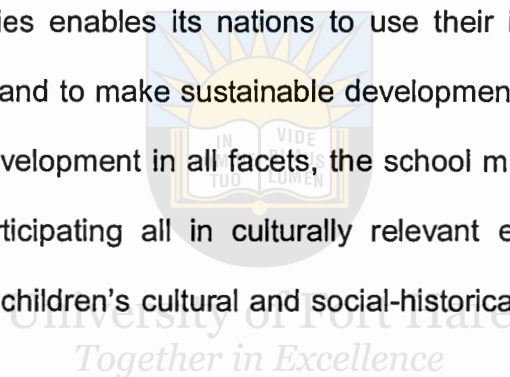 ies enables its nations to use their i
and to make sustainable developmen
velopment in all facets, the school m
IN VIDE
TUO LUMEN
rticipating all in culturally relevant e
children's cultural and social-historica
University of Fort Hare
Together in Excellence